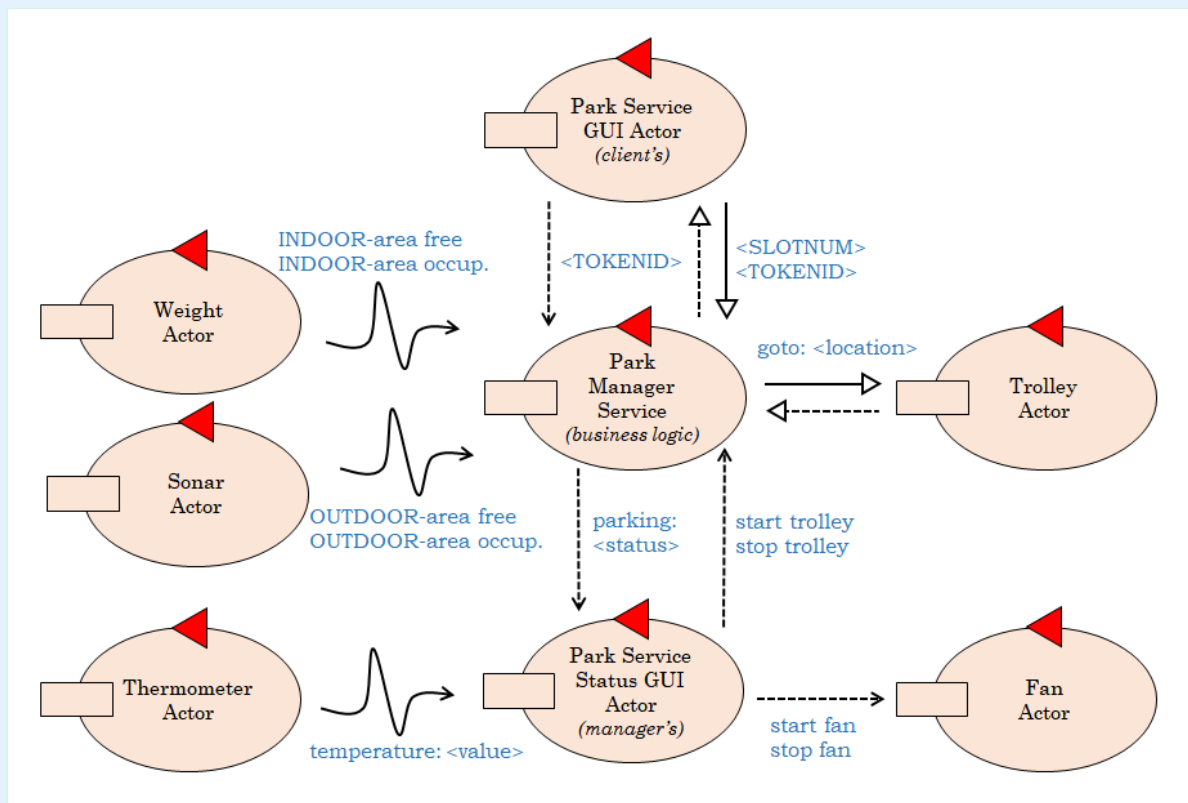 Park Service
GUI Actor
(client's)
INDOOR-area free
INDOOR-area occup.
<TOKENID>
<SLOTNUM>
<TOKENID>
Weight
Actor
Park
Manager
Service
(business logic)
goto: <location>
Trolley
Actor
Sonar
Actor
OUTDOOR-area free
OUTDOOR-area occup.
parking:
<status>
start trolley
stop trolley
Thermometer
Actor
temperature: <value>
Park Service
Status GUI
Actor
(manager's)
start fan
stop fan
Fan
Actor